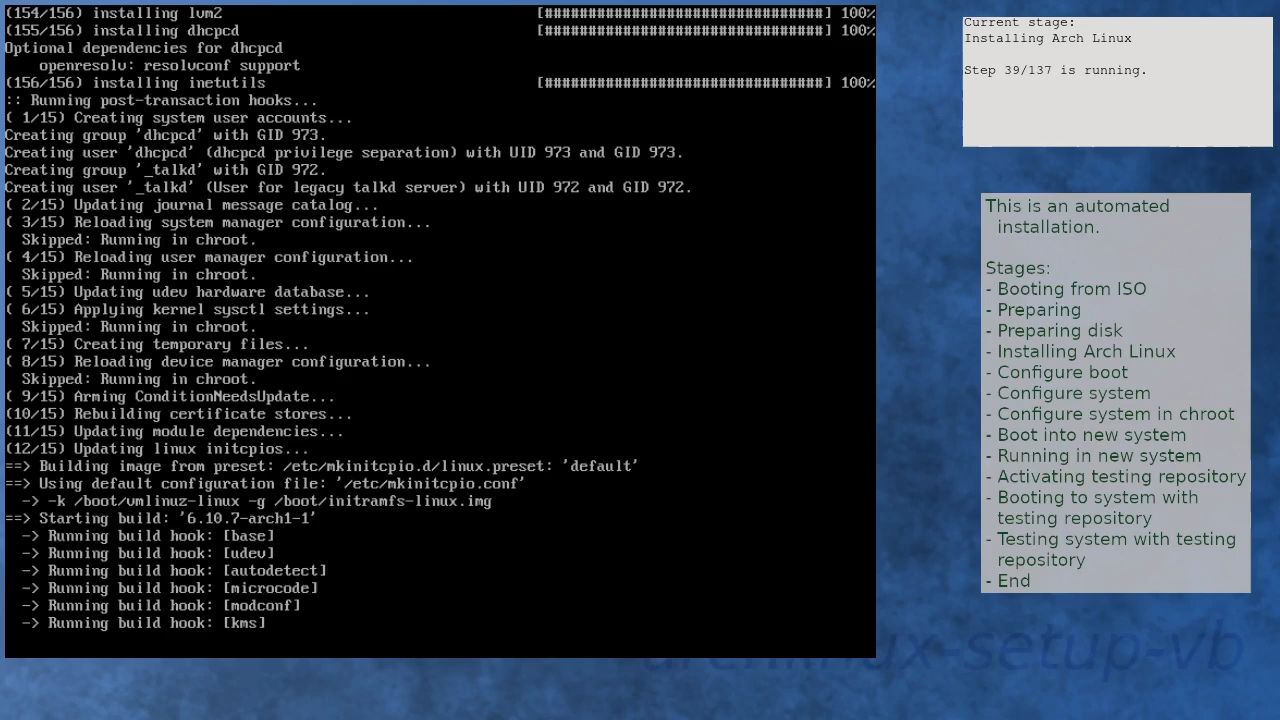 (154/156) installing lvm2 [################################] 100%
(155/156) installing dhcpcd [################################] 100%
Optional dependencies for dhcpcd
openresolv: resolvconf support
(156/156) installing inetutils [################################] 100%
:: Running post-transaction hooks...
( 1/15) Creating system user accounts...
Creating group 'dhcpcd' with GID 973.
Creating user 'dhcpcd' (dhcpcd privilege separation) with UID 973 and GID 973.
Creating group '_talkd' with GID 972.
Creating user '_talkd' (User for legacy talkd server) with UID 972 and GID 972.
( 2/15) Updating journal message catalog...
( 3/15) Reloading system manager configuration...
Skipped: Running in chroot.
( 4/15) Reloading user manager configuration...
Skipped: Running in chroot.
( 5/15) Updating udev hardware database...
( 6/15) Applying kernel sysctl settings...
Skipped: Running in chroot.
( 7/15) Creating temporary files...
( 8/15) Reloading device manager configuration...
Skipped: Running in chroot.
( 9/15) Arming ConditionNeedsUpdate...
(10/15) Rebuilding certificate stores...
(11/15) Updating module dependencies...
(12/15) Updating linux initcpios...
==> Building image from preset: /etc/mkinitcpio.d/linux.preset: 'default'
==> Using default configuration file: '/etc/mkinitcpio.conf'
-> -k /boot/vmlinuz-linux -g /boot/initramfs-linux.img
==> Starting build: '6.10.7-arch1-1'
-> Running build hook: [base]
-> Running build hook: [udev]
-> Running build hook: [autodetect]
-> Running build hook: [microcode]
-> Running build hook: [modconf]
-> Running build hook: [kms]
Current stage:
Installing Arch Linux
Step 39/137 is running.
This is an automated
installation.
Stages:
- Booting from ISO
- Preparing
- Preparing disk
- Installing Arch Linux
- Configure boot
- Configure system
- Configure system in chroot
- Boot into new system
- Running in new system
- Activating testing repository
- Booting to system with
testing repository
- Testing system with testing
repository
- End
archlinux-setup-vb